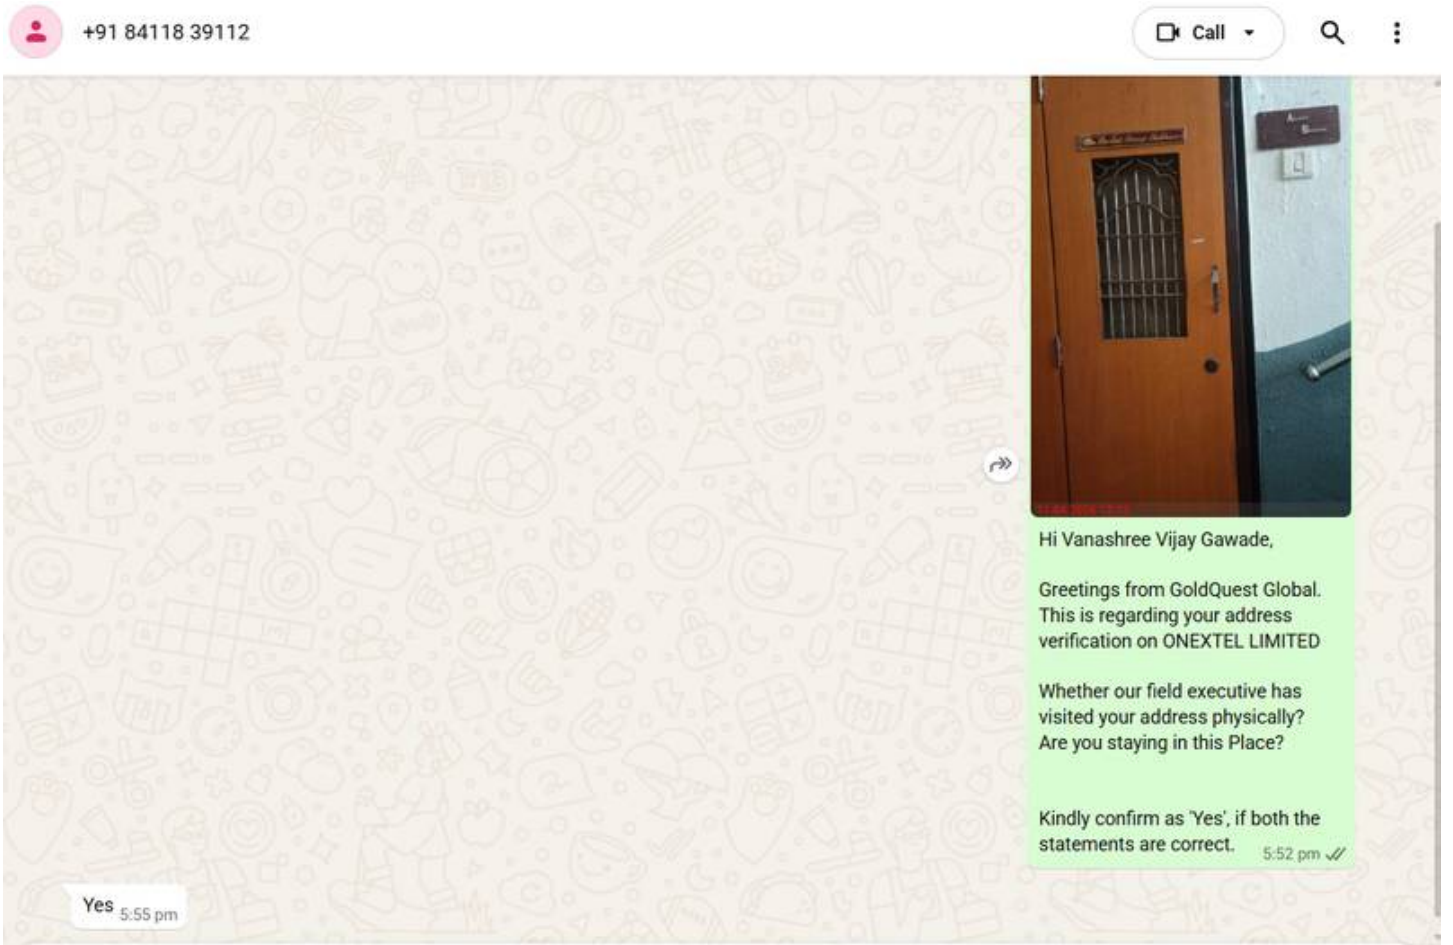 +91 84118 39112
Call
Hi Vanashree Vijay Gawade,
Greetings from GoldQuest Global.
This is regarding your address
verification on ONEXTEL LIMITED
Whether our field executive has
visited your address physically?
Are you staying in this Place?
Kindly confirm as 'Yes', if both the
statements are correct.
5:52 pm
Yes
5:55 pm